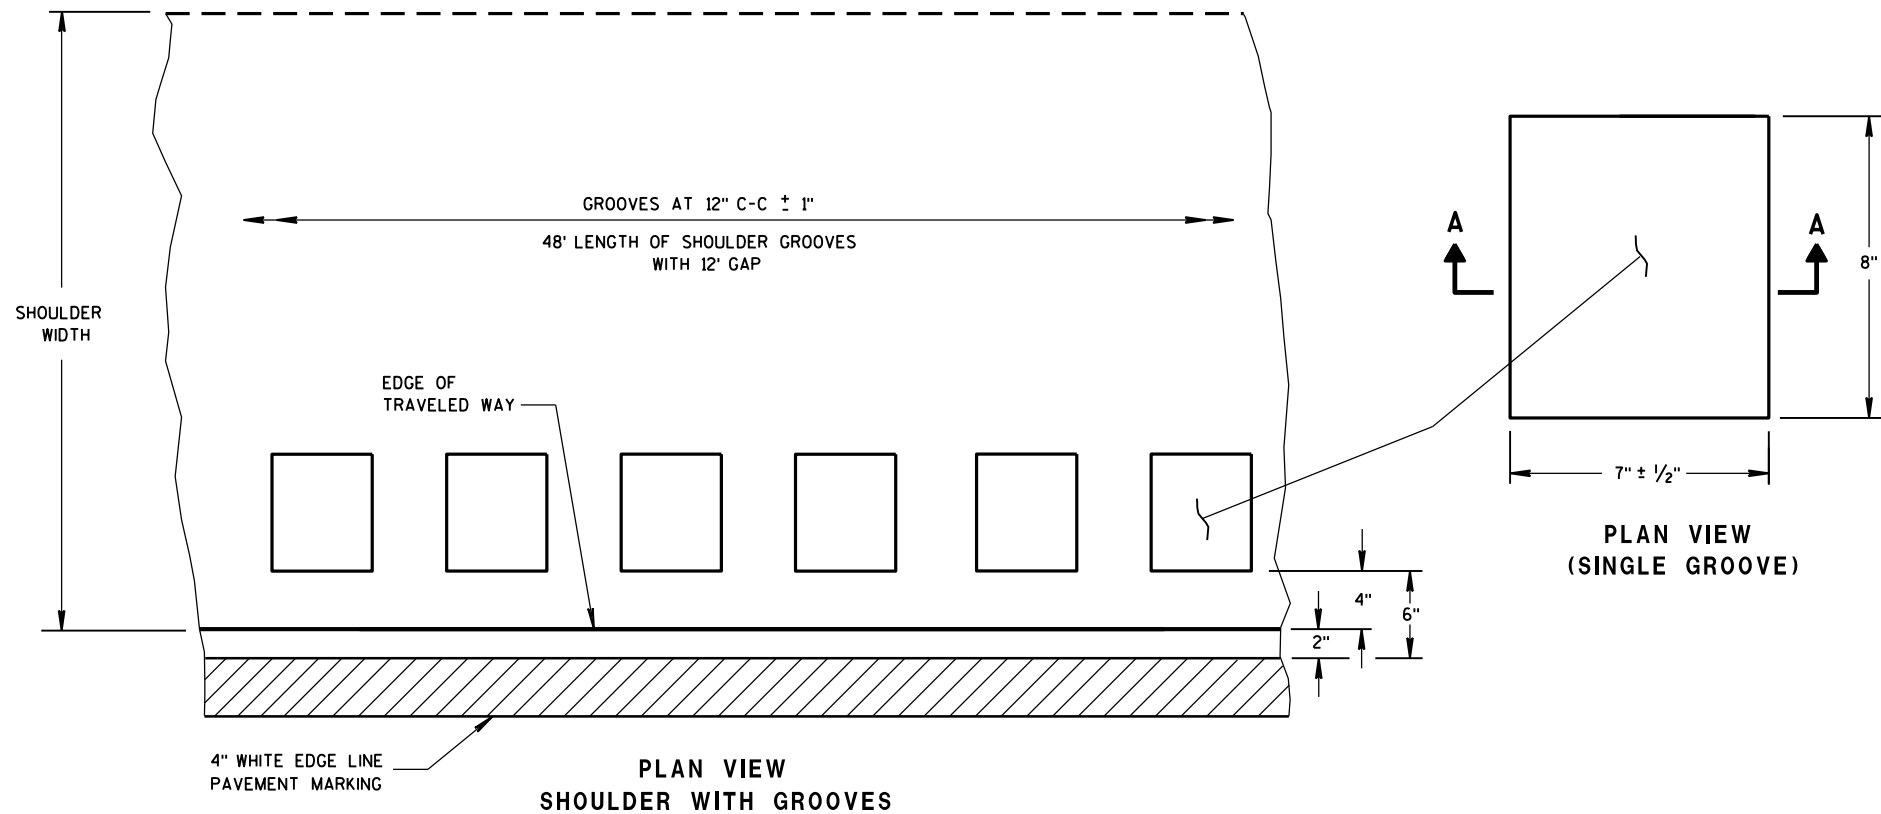 GROOVES AT 12" C-C ± 1"
48' LENGTH OF SHOULDER GROOVES
WITH 12' GAP
SHOULDER
WIDTH
EDGE OF
TRAVELED WAY
A
A
8"
7" ± 1/2"
PLAN VIEW
(SINGLE GROOVE)
4"
6"
2"
4" WHITE EDGE LINE
PAVEMENT MARKING
PLAN VIEW
SHOULDER WITH GROOVES